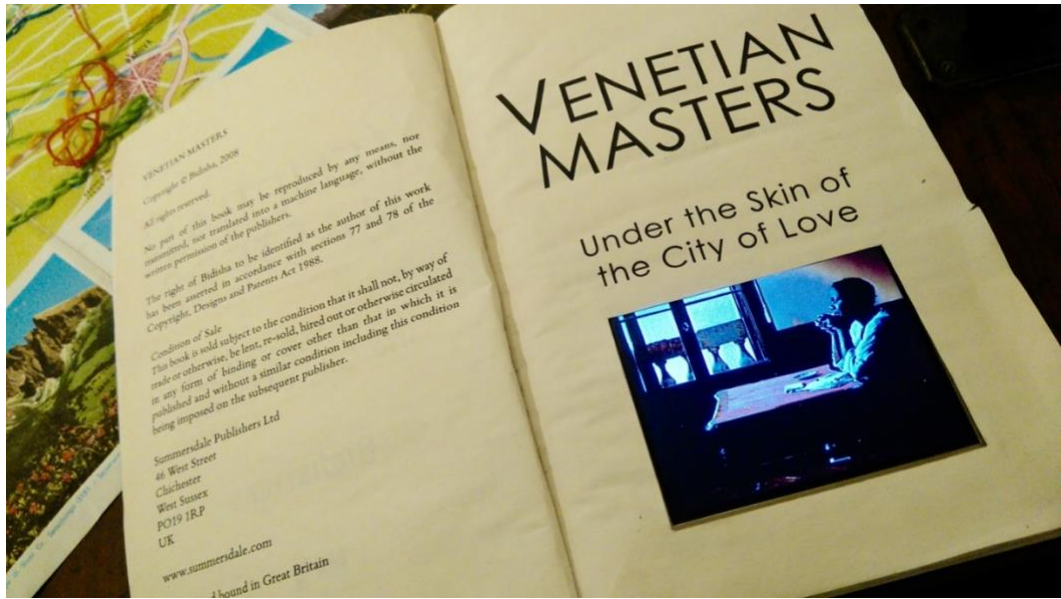 VENETIAN MASTERS
Copyright © Bidisha, 2008
All rights reserved.
No part of this book may be reproduced by any means, nor
transmitted, nor translated into a machine language, without the
written permission of the publishers.
The right of Bidisha to be identified as the author of this work
has been asserted in accordance with sections 77 and 78 of the
Copyright, Designs and Patents Act 1988.
Condition of Sale
This book is sold subject to the condition that it shall not, by way of
trade or otherwise, be lent, re-sold, hired out or otherwise circulated
in any form of binding or cover other than that in which it is
published and without a similar condition including this condition
being imposed on the subsequent publisher.
Summersdale Publishers Ltd
46 West Street
Chichester
West Sussex
PO19 1RP
UK
www.summersdale.com
bound in Great Britain
VENETIAN
MASTERS
Under the Skin of
the City of Love